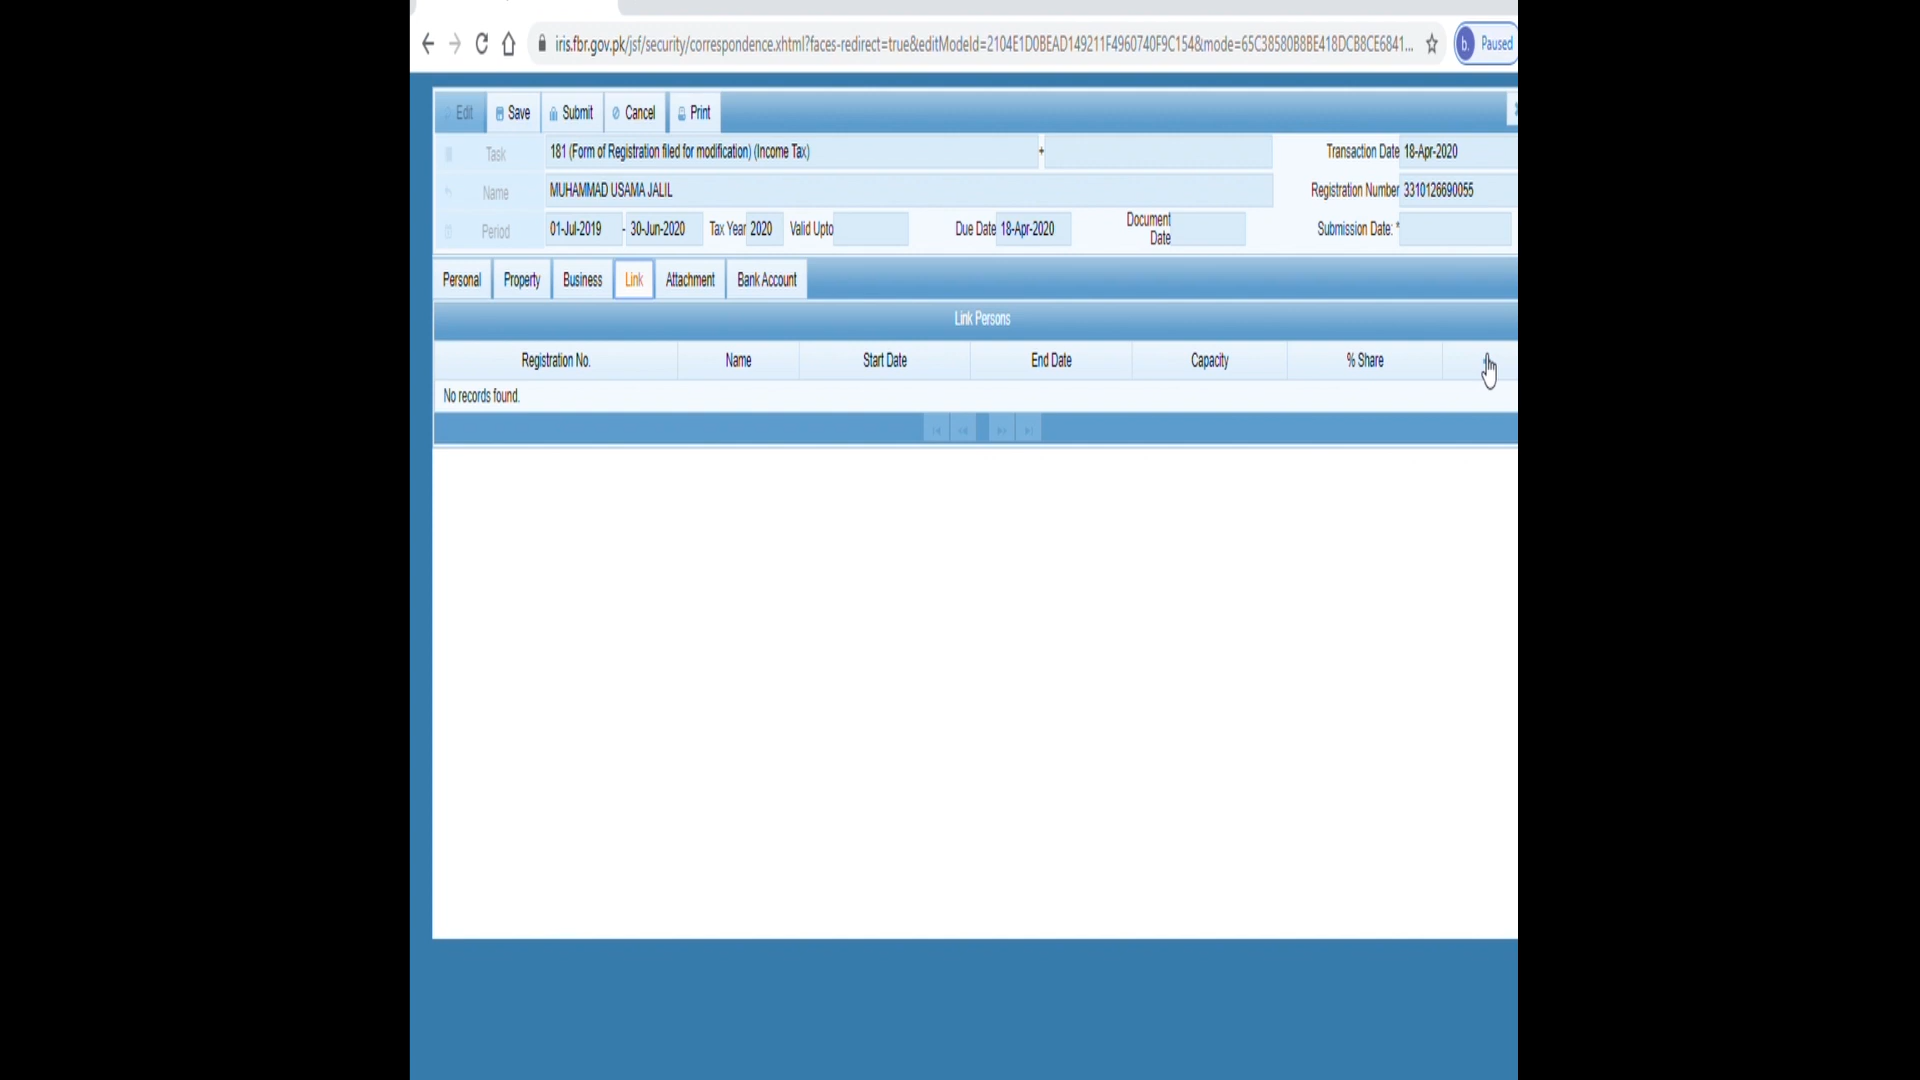 iris.fbr.gov.pk/jsf/security/correspondence.xhtml?faces-redirect=true&editModeId=2104E1D0BEAD149211F4960740F9C154&mode=65C38580B8BE418DCB8CE6841... b. Paused
Edit Save Submit Cancel Print
Task 181 (Form of Registration filed for modification) (Income Tax) + Transaction Date 18-Apr-2020
Name MUHAMMAD USAMA JALIL Registration Number 3310126690055
Period 01-Jul-2019 - 30-Jun-2020 Tax Year 2020 Valid Upto Due Date 18-Apr-2020 Document Date Submission Date: *
Personal Property Business Link Attachment Bank Account
Link Persons
Registration No. Name Start Date End Date Capacity % Share
No records found.